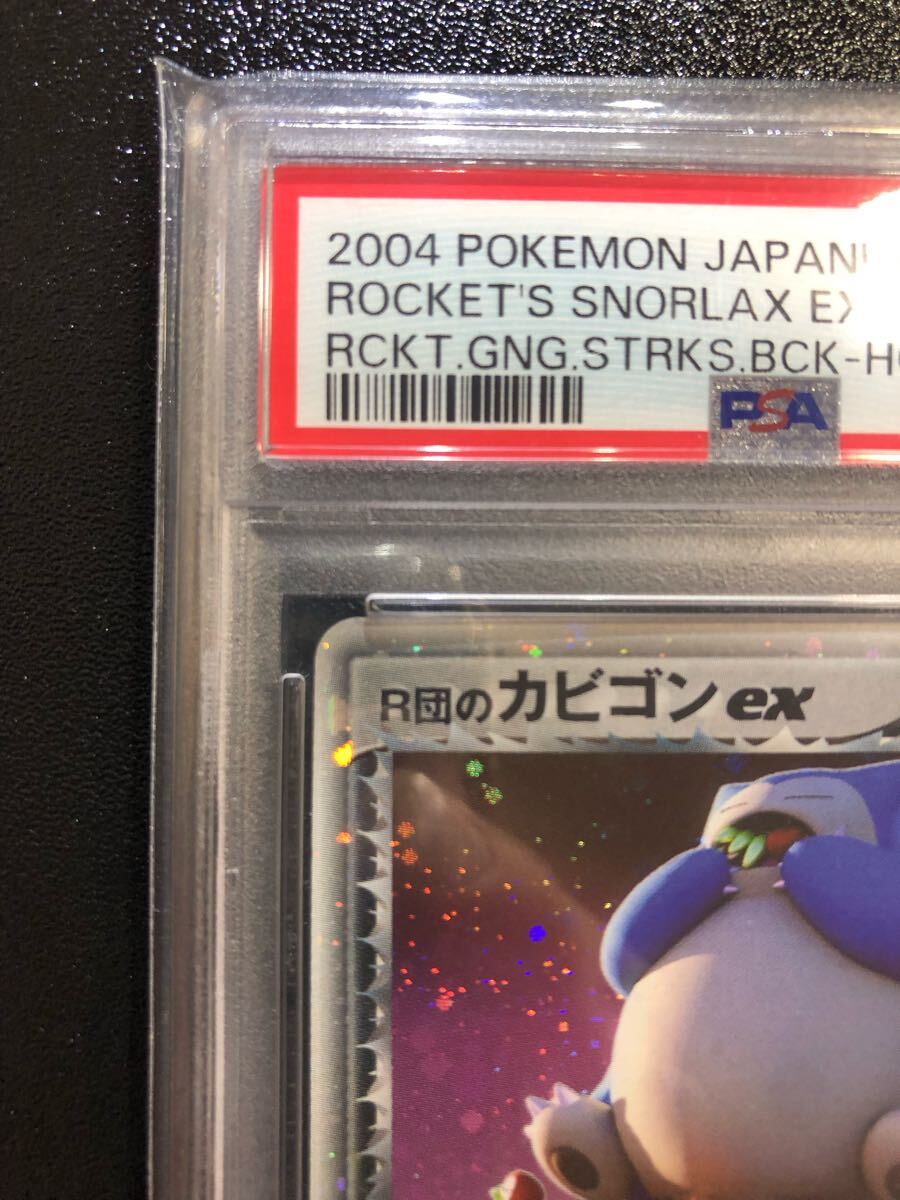 2004 POKEMON JAPAN
ROCKET'S SNORLAX EX
RCKT.GNG.STRKS.BCK-H
PSA
R団のカビゴンex